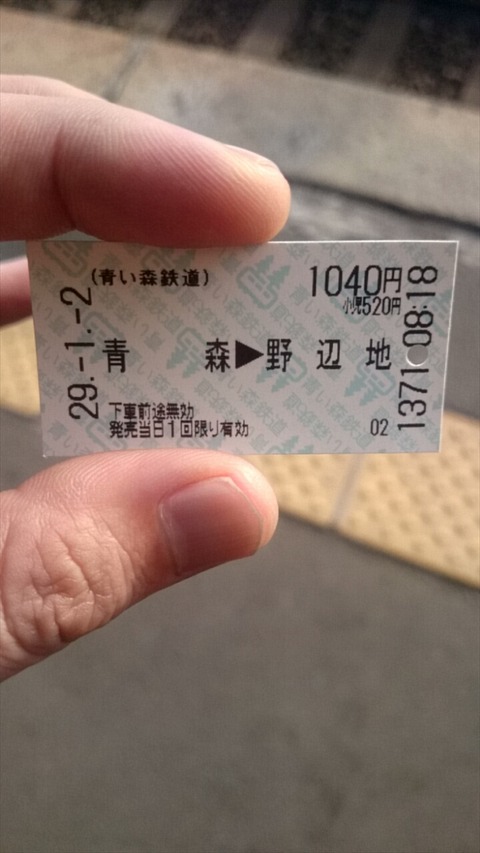 (青い森鉄道)
1040円
小児520円
29.-1.-2
青森▶野辺地
1371 08:18
下車前途無効
発売当日1回限り有効
02